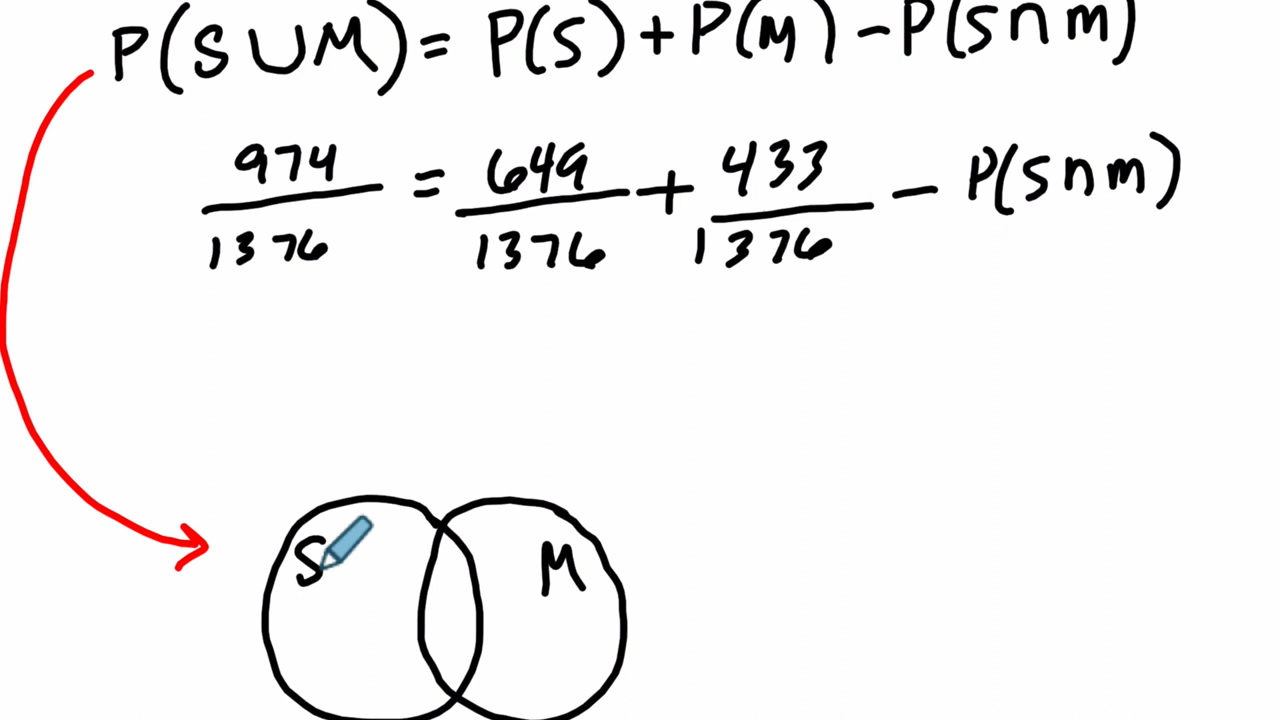 P(S∪M) = P(S) + P(M) - P(S∩M)
974/1376 = 649/1376 + 433/1376 - P(S∩M)
S M